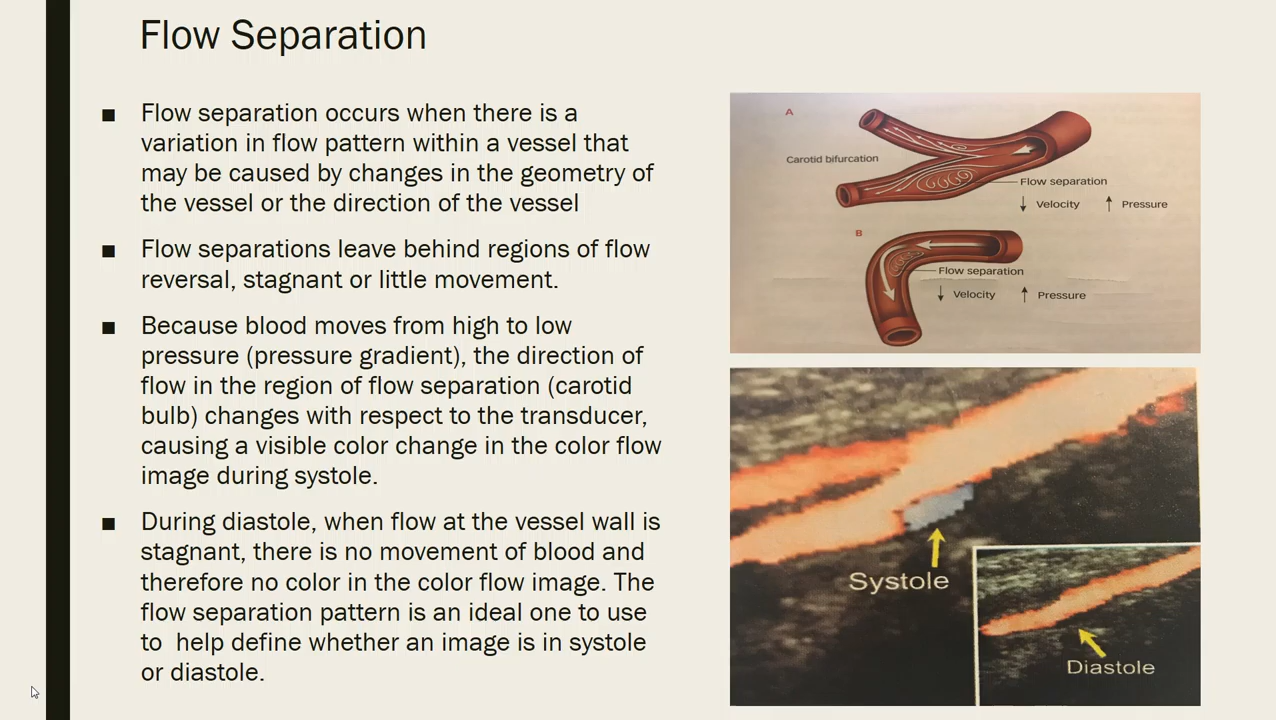 Flow Separation
■ Flow separation occurs when there is a
variation in flow pattern within a vessel that
may be caused by changes in the geometry of
the vessel or the direction of the vessel
■ Flow separations leave behind regions of flow
reversal, stagnant or little movement.
■ Because blood moves from high to low
pressure (pressure gradient), the direction of
flow in the region of flow separation (carotid
bulb) changes with respect to the transducer,
causing a visible color change in the color flow
image during systole.
■ During diastole, when flow at the vessel wall is
stagnant, there is no movement of blood and
therefore no color in the color flow image. The
flow separation pattern is an ideal one to use
to  help define whether an image is in systole
or diastole.
A
Carotid bifurcation
Flow separation
↓ Velocity ↑ Pressure
B
Flow separation
↓ Velocity ↑ Pressure
Systole
Diastole